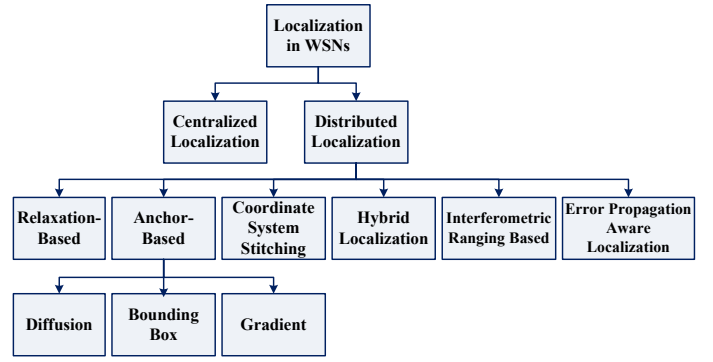 Localization
in WSNs
Centralized
Localization
Distributed
Localization
Relaxation-
Based
Anchor-
Based
Coordinate
System
Stitching
Hybrid
Localization
Interferometric
Ranging Based
Error Propagation
Aware
Localization
Diffusion
Bounding
Box
Gradient